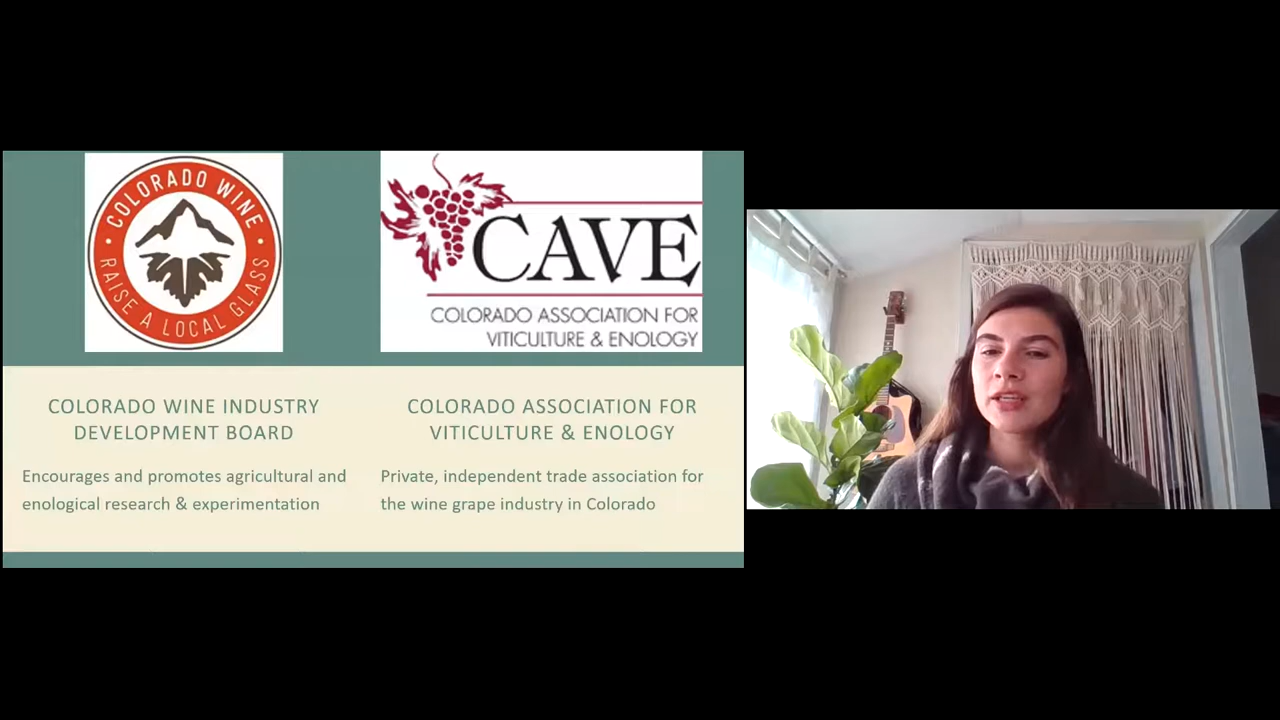 COLORADO WINE
RAISE A LOCAL GLASS
CAVE
COLORADO ASSOCIATION FOR
VITICULTURE & ENOLOGY
COLORADO WINE INDUSTRY
DEVELOPMENT BOARD
Encourages and promotes agricultural and
enological research & experimentation
COLORADO ASSOCIATION FOR
VITICULTURE & ENOLOGY
Private, independent trade association for
the wine grape industry in Colorado